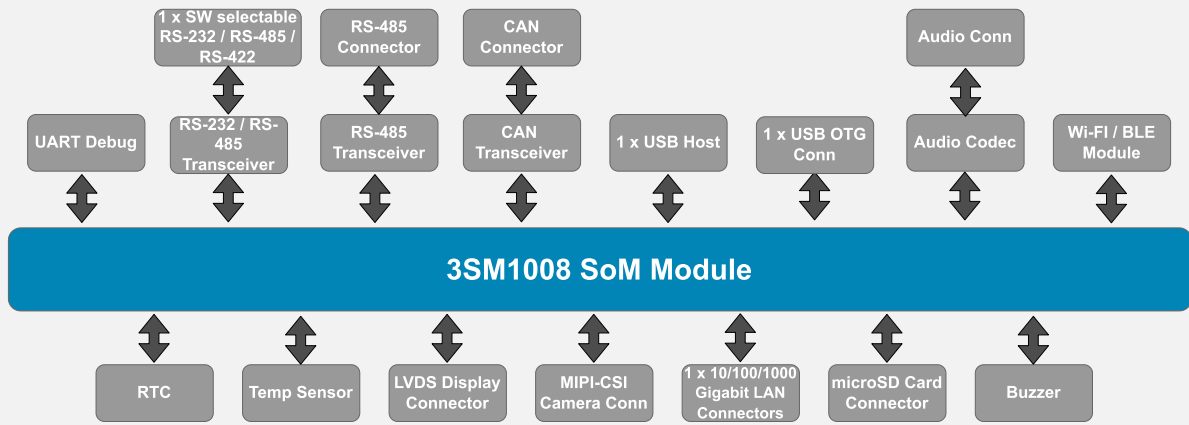 1 x SW selectable
RS-232 / RS-485 /
RS-422
RS-485
Connector
CAN
Connector
Audio Conn
UART Debug
RS-232 / RS-
485
Transceiver
RS-485
Transceiver
CAN
Transceiver
1 x USB Host
1 x USB OTG
Conn
Audio Codec
Wi-FI / BLE
Module
3SM1008 SoM Module
RTC
Temp Sensor
LVDS Display
Connector
MIPI-CSI
Camera Conn
1 x 10/100/1000
Gigabit LAN
Connectors
microSD Card
Connector
Buzzer